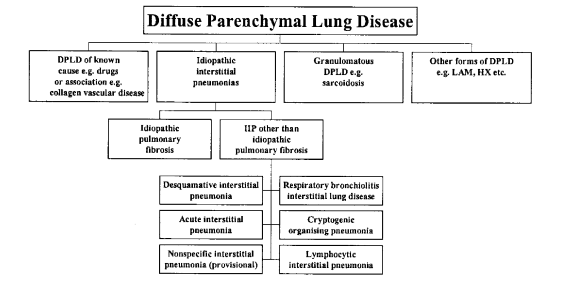 Diffuse Parenchymal Lung Disease
DPLD of known
cause e.g. drugs
or association e.g.
collagen vascular disease
Idiopathic
interstitial
pneumonias
Granulomatous
DPLD e.g.
sarcoidosis
Other forms of DPLD
e.g. LAM, HX etc.
Idiopathic
pulmonary
fibrosis
IIP other than
idiopathic
pulmonary fibrosis
Desquamative interstitial
pneumonia
Respiratory bronchiolitis
interstitial lung disease
Acute interstitial
pneumonia
Cryptogenic
organising pneumonia
Nonspecific interstitial
pneumonia (provisional)
Lymphocytic
interstitial pneumonia